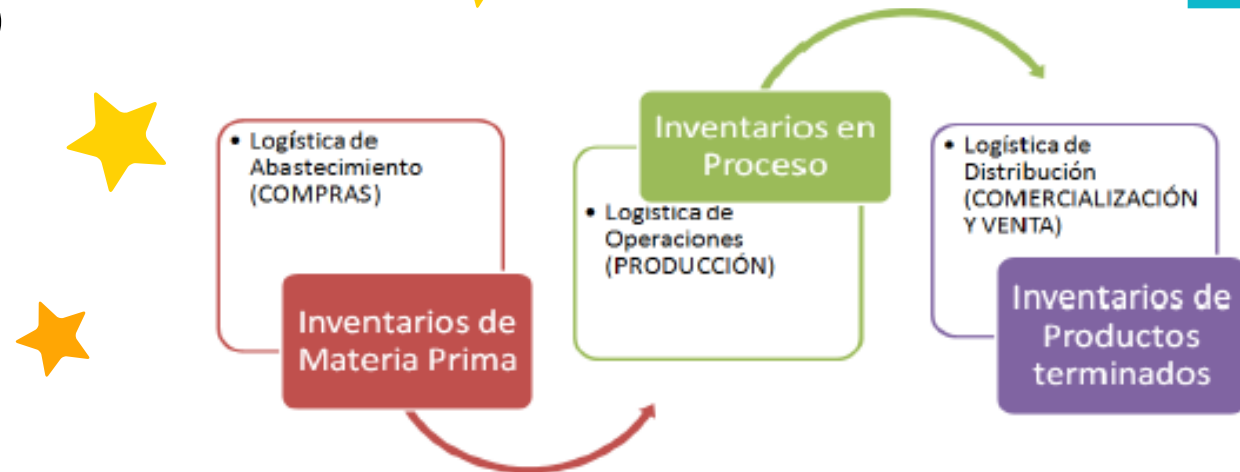 • Logística de
Abastecimiento
(COMPRAS)
Inventarios de
Materia Prima
Inventarios en
Proceso
• Logística de
Operaciones
(PRODUCCIÓN)
• Logística de
Distribución
(COMERCIALIZACIÓN
Y VENTA)
Inventarios de
Productos
terminados